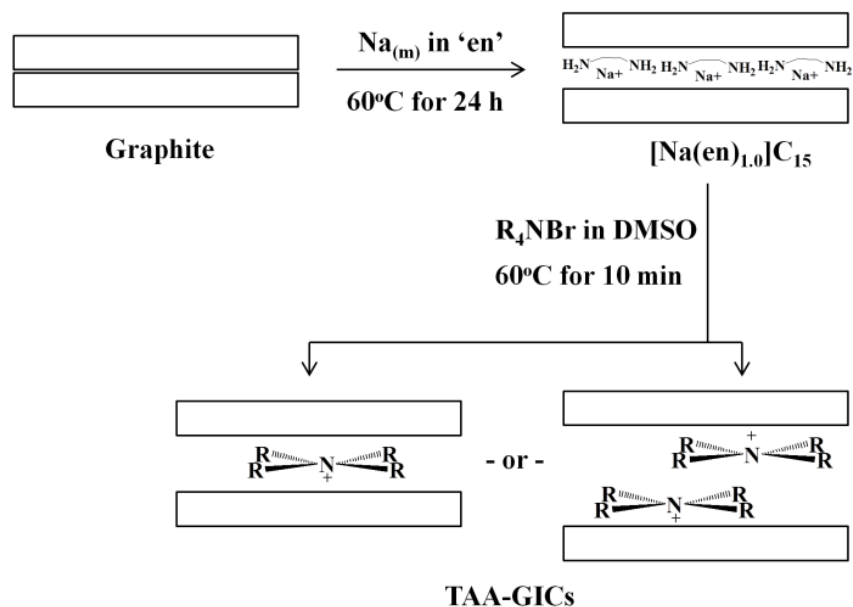 Na(m) in ‘en’
60°C for 24 h
Graphite
H₂N Na+ NH₂ H₂N Na+ NH₂ H₂N Na+ NH₂
[Na(en)1.0]C15
R4NBr in DMSO
60°C for 10 min
R R N + R R
- or -
R R N + R R
R R N + R R
TAA-GICs